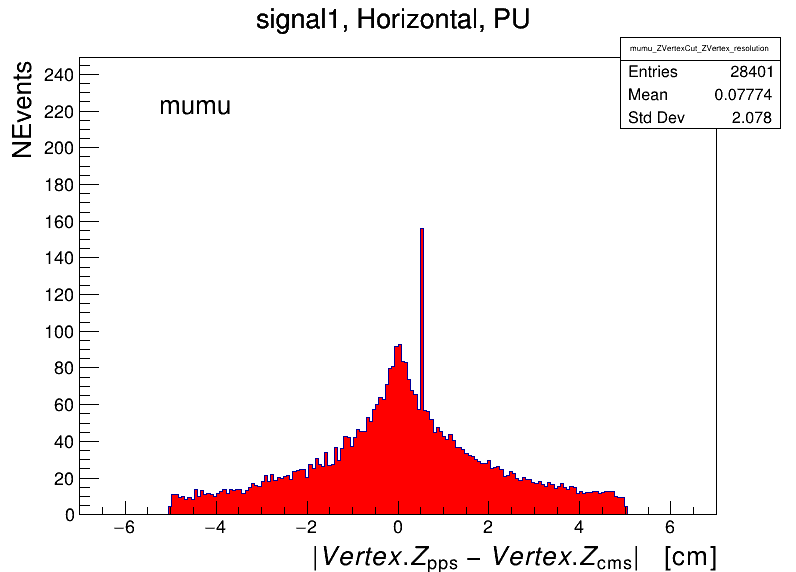 signal1, Horizontal, PU
mumu_ZVertexCut_ZVertex_resolution
Entries 28401
Mean 0.07774
Std Dev 2.078
NEvents
mumu
240
220
200
180
160
140
120
100
80
60
40
20
0
−6 −4 −2 0 2 4 6
|Vertex.Zpps − Vertex.Zcms| [cm]